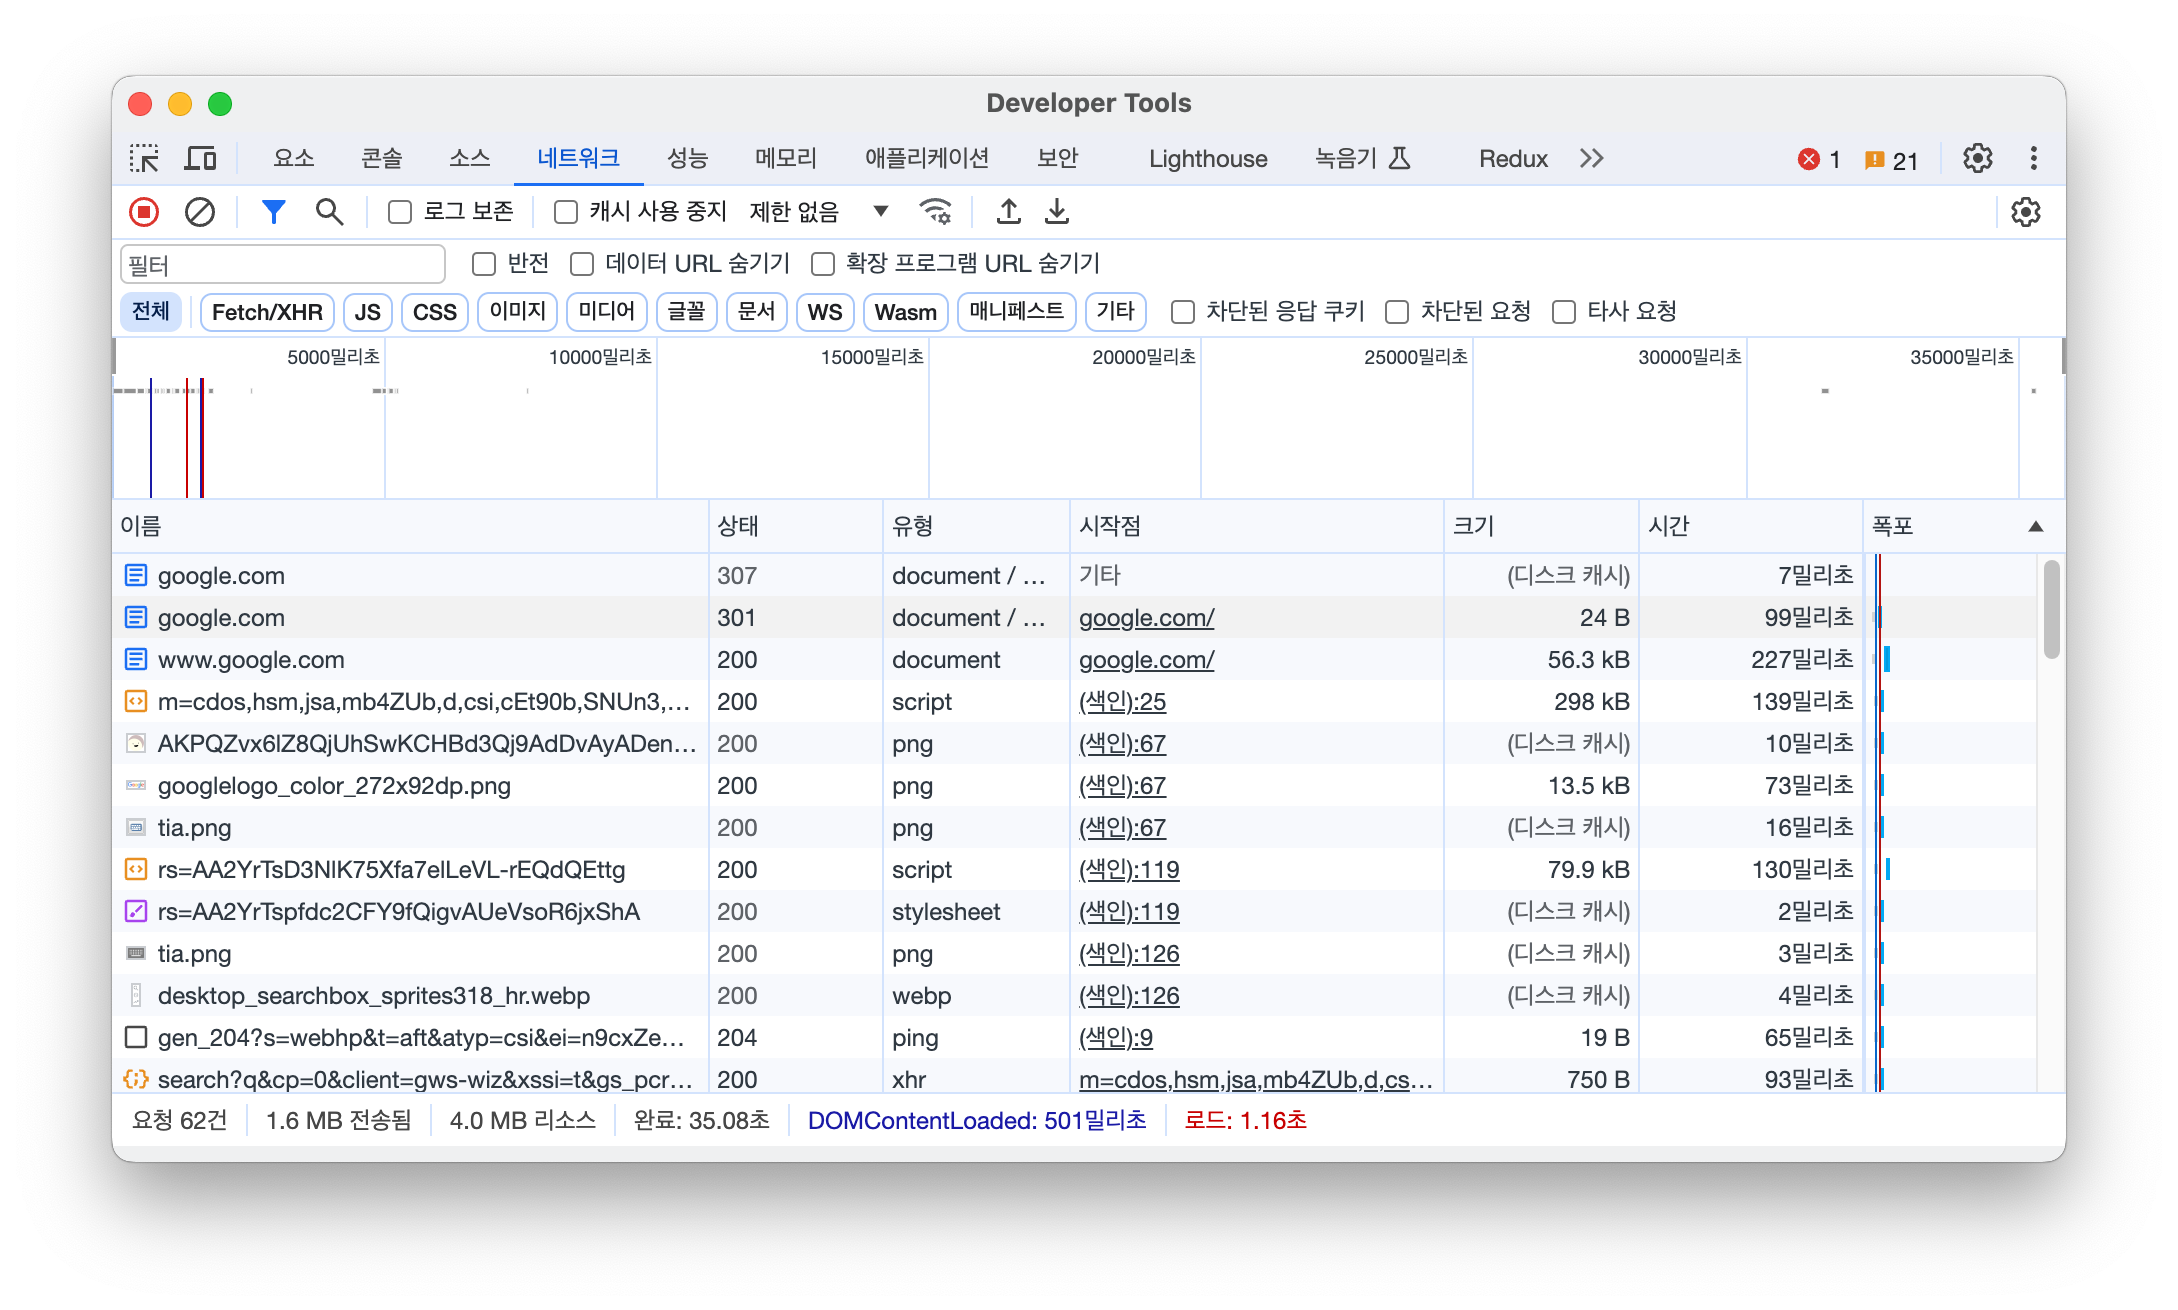 Developer Tools
요소 콘솔 소스 네트워크 성능 메모리 애플리케이션 보안 Lighthouse 녹음기 Redux 1 21
로그 보존 캐시 사용 중지 제한 없음
필터 반전 데이터 URL 숨기기 확장 프로그램 URL 숨기기
전체 Fetch/XHR JS CSS 이미지 미디어 글꼴 문서 WS Wasm 매니페스트 기타 차단된 응답 쿠키 차단된 요청 타사 요청
5000밀리초 10000밀리초 15000밀리초 20000밀리초 25000밀리초 30000밀리초 35000밀리초
이름 상태 유형 시작점 크기 시간 폭포
google.com 307 document / … 기타 (디스크 캐시) 7밀리초
google.com 301 document / … google.com/ 24 B 99밀리초
www.google.com 200 document google.com/ 56.3 kB 227밀리초
m=cdos,hsm,jsa,mb4ZUb,d,csi,cEt90b,SNUn3,… 200 script (색인):25 298 kB 139밀리초
AKPQZvx6lZ8QjUhSwKCHBd3Qj9AdDvAyADen… 200 png (색인):67 (디스크 캐시) 10밀리초
googlelogo_color_272x92dp.png 200 png (색인):67 13.5 kB 73밀리초
tia.png 200 png (색인):67 (디스크 캐시) 16밀리초
rs=AA2YrTsD3NlK75Xfa7elLeVL-rEQdQEttg 200 script (색인):119 79.9 kB 130밀리초
rs=AA2YrTspfdc2CFY9fQigvAUeVsoR6jxShA 200 stylesheet (색인):119 (디스크 캐시) 2밀리초
tia.png 200 png (색인):126 (디스크 캐시) 3밀리초
desktop_searchbox_sprites318_hr.webp 200 webp (색인):126 (디스크 캐시) 4밀리초
gen_204?s=webhp&t=aft&atyp=csi&ei=n9cxZe… 204 ping (색인):9 19 B 65밀리초
search?q&cp=0&client=gws-wiz&xssi=t&gs_pcr… 200 xhr m=cdos,hsm,jsa,mb4ZUb,d,cs… 750 B 93밀리초
요청 62건 1.6 MB 전송됨 4.0 MB 리소스 완료: 35.08초 DOMContentLoaded: 501밀리초 로드: 1.16초